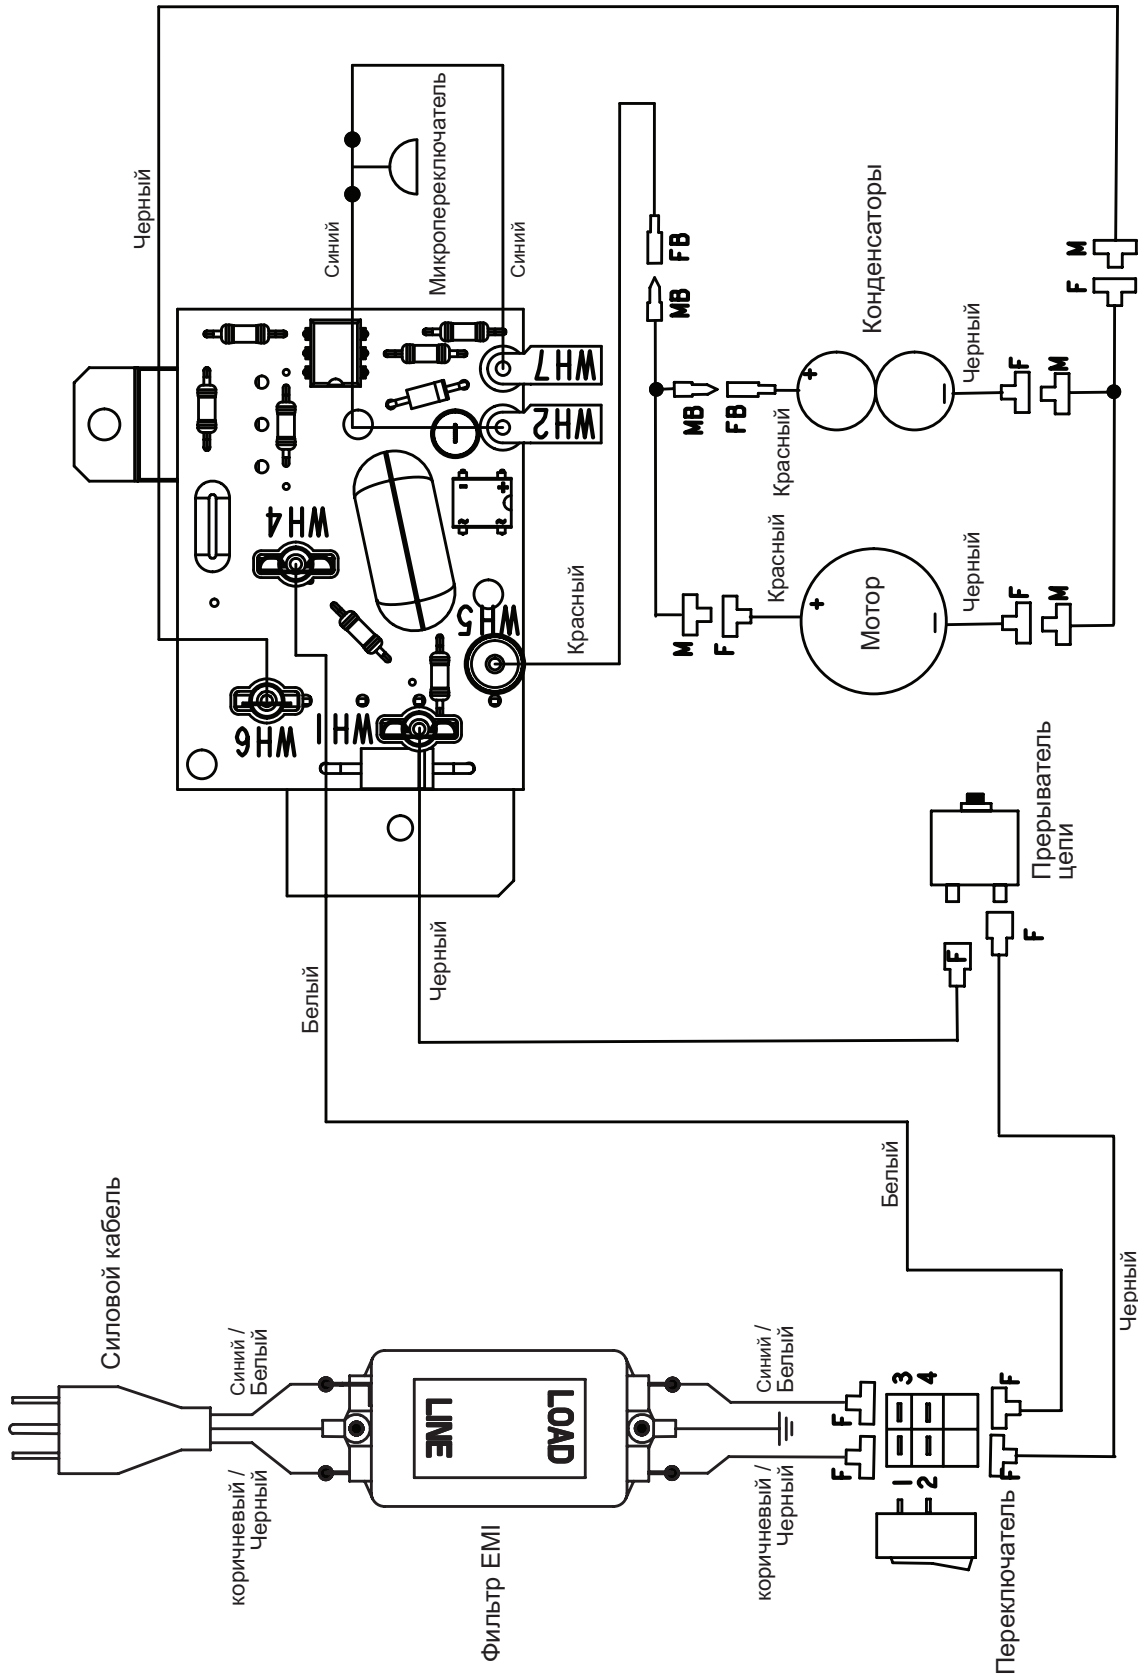 Силовой кабель
Синий /
Белый
коричневый /
Черный
LINE
LOAD
Фильтр EMI
Синий /
Белый
коричневый /
Черный
F
F
3
4
1
2
F
F
Переключатель
Белый
Черный
Белый
Черный
F
F
Прерыватель
цепи
Черный
WH6
WH1
WH4
WH5
WH2
WH7
-
+
~
~
Синий
Синий
Микропереключатель
Красный
FB
MB
MB
FB
Красный
+
-
Конденсаторы
Черный
F
M
F
M
M
F
Красный
+
-
Мотор
Черный
F
M